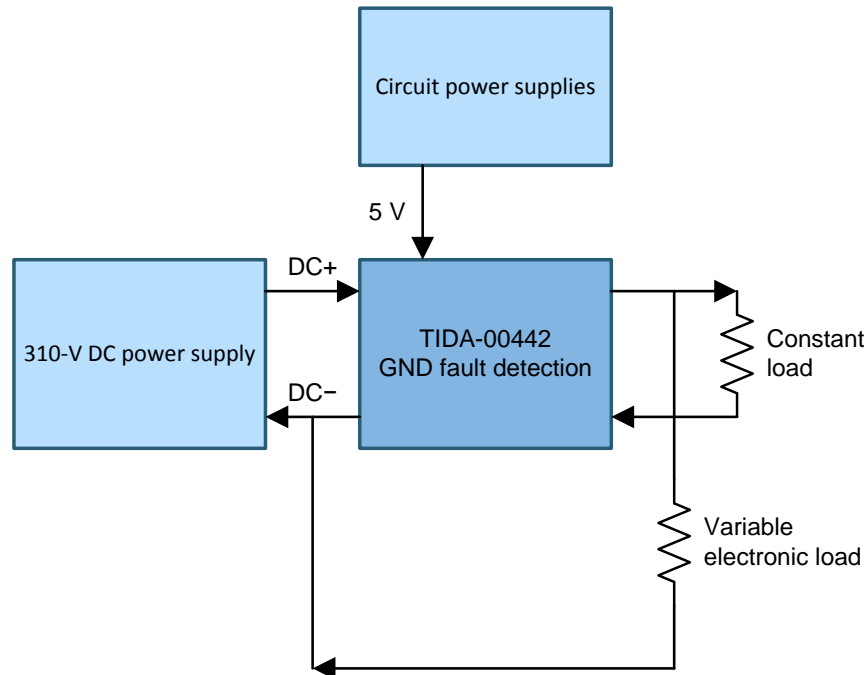 Circuit power supplies
5 V
DC+
310-V DC power supply
TIDA-00442
GND fault detection
Constant
load
DC−
Variable
electronic load